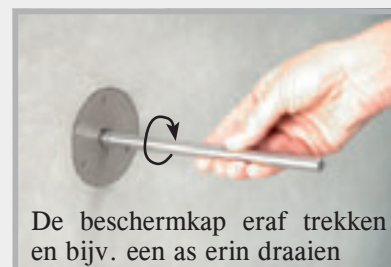 De beschermkap eraf trekken
en bijv. een as erin draaien